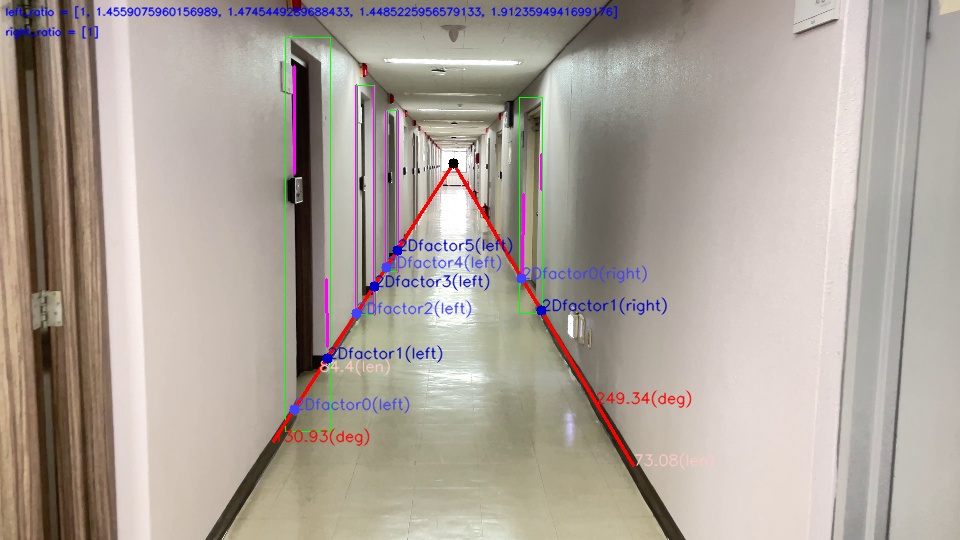 left_ratio = [1, 1.4559075960156989, 1.4745449289688433, 1.4485225956579133, 1.9123594941699176]
right_ratio = [1]
2Dfactor5(left)
Dfactor4(left)
2Dfactor0(right)
2Dfactor3(left)
2Dfactor2(left)
2Dfactor1(right)
2Dfactor1(left)
84.4(len)
249.34(deg)
2Dfactor0(left)
30.93(deg)
73.08(len)